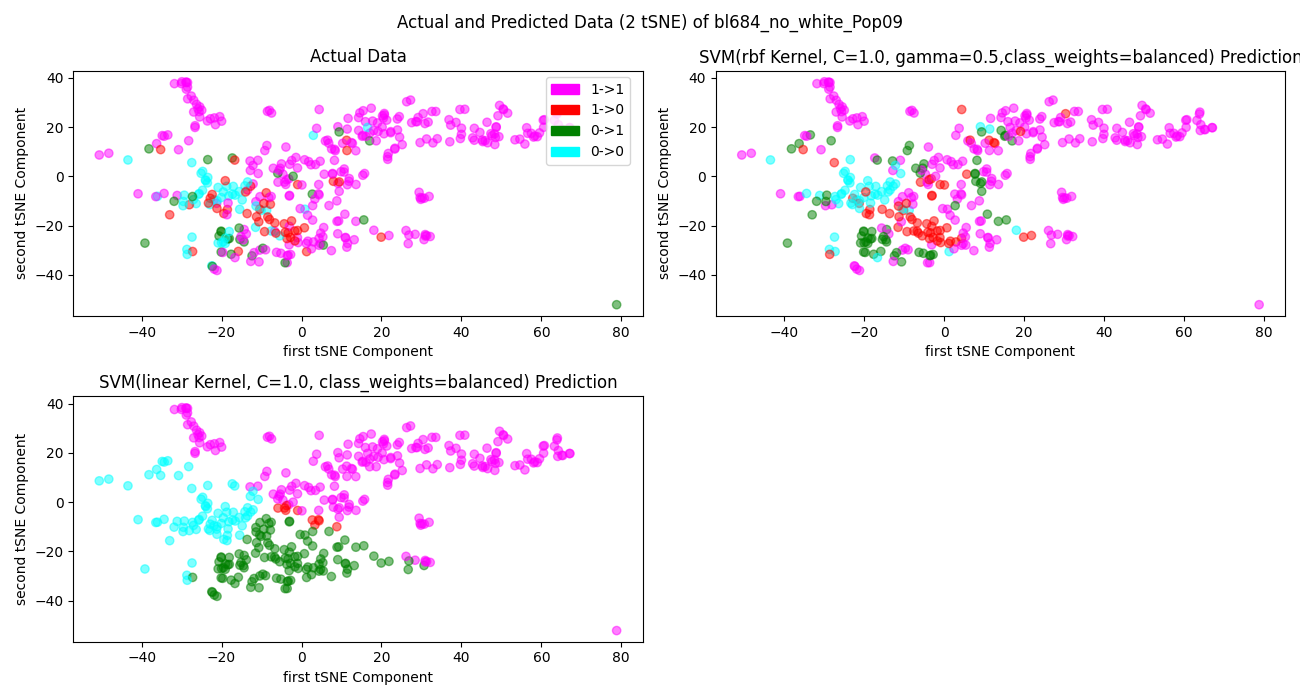 Actual and Predicted Data (2 tSNE) of bl684_no_white_Pop09
Actual Data
40
20
0
−20
−40
second tSNE Component
1->1
1->0
0->1
0->0
−40 −20 0 20 40 60 80
first tSNE Component
SVM(rbf Kernel, C=1.0, gamma=0.5,class_weights=balanced) Prediction
40
20
0
−20
−40
second tSNE Component
−40 −20 0 20 40 60 80
first tSNE Component
SVM(linear Kernel, C=1.0, class_weights=balanced) Prediction
40
20
0
−20
−40
second tSNE Component
−40 −20 0 20 40 60 80
first tSNE Component